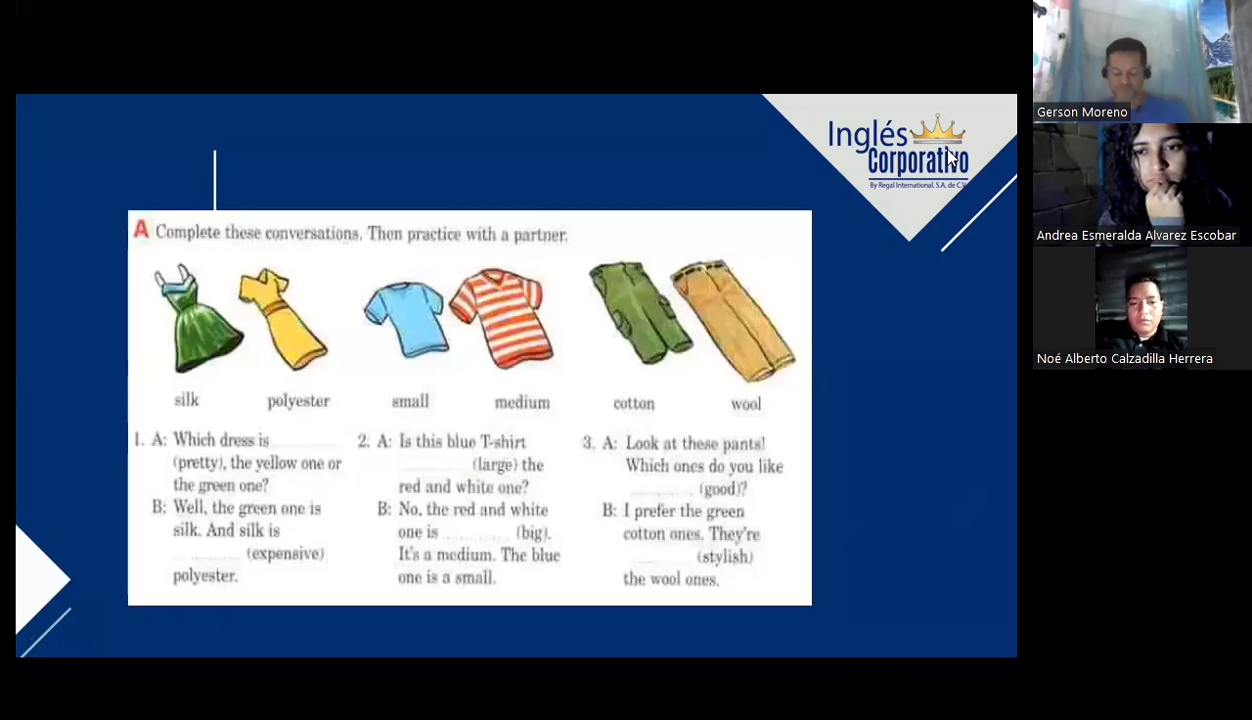 Inglés
Corporativo
By Regal International, S.A. de C.V.
A Complete these conversations. Then practice with a partner.
silk polyester small medium cotton wool
1. A: Which dress is
(pretty), the yellow one or
the green one?
B: Well, the green one is
silk. And silk is
(expensive)
polyester.
2. A: Is this blue T-shirt
(large) the
red and white one?
B: No, the red and white
one is (big).
It's a medium. The blue
one is a small.
3. A: Look at these pants!
Which ones do you like
(good)?
B: I prefer the green
cotton ones. They're
(stylish)
the wool ones.
Gerson Moreno
Andrea Esmeralda Alvarez Escobar
Noé Alberto Calzadilla Herrera